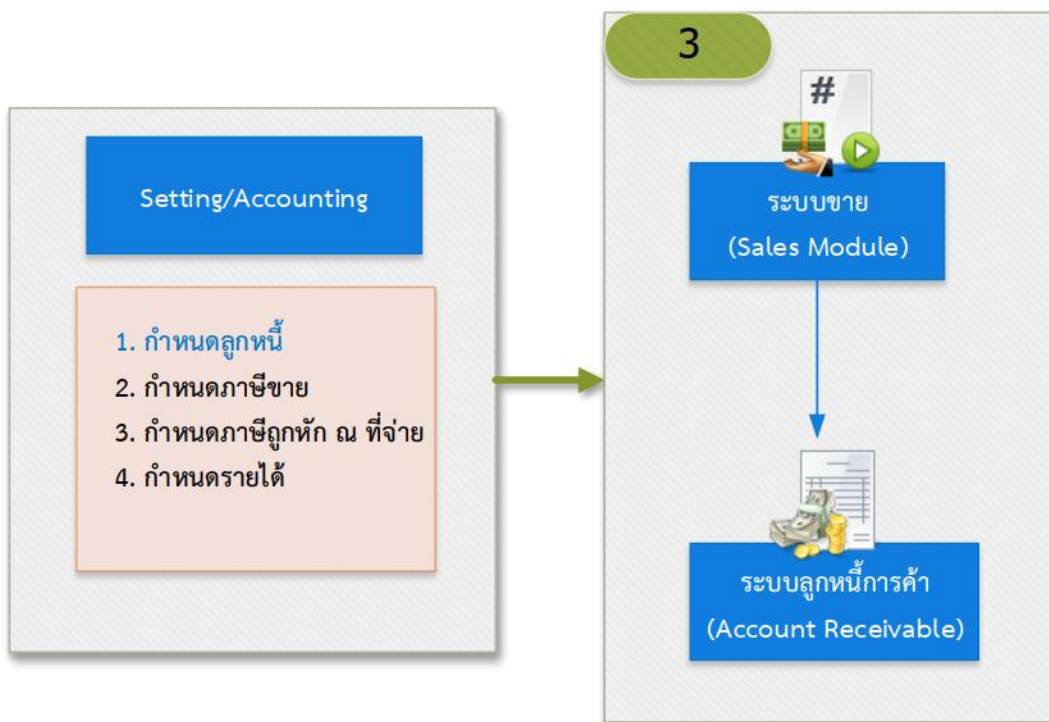 Setting/Accounting
1. กำหนดลูกหนี้
2. กำหนดภาษีขาย
3. กำหนดภาษีถูกหัก ณ ที่จ่าย
4. กำหนดรายได้
3
#
ระบบขาย
(Sales Module)
ระบบลูกหนี้การค้า
(Account Receivable)